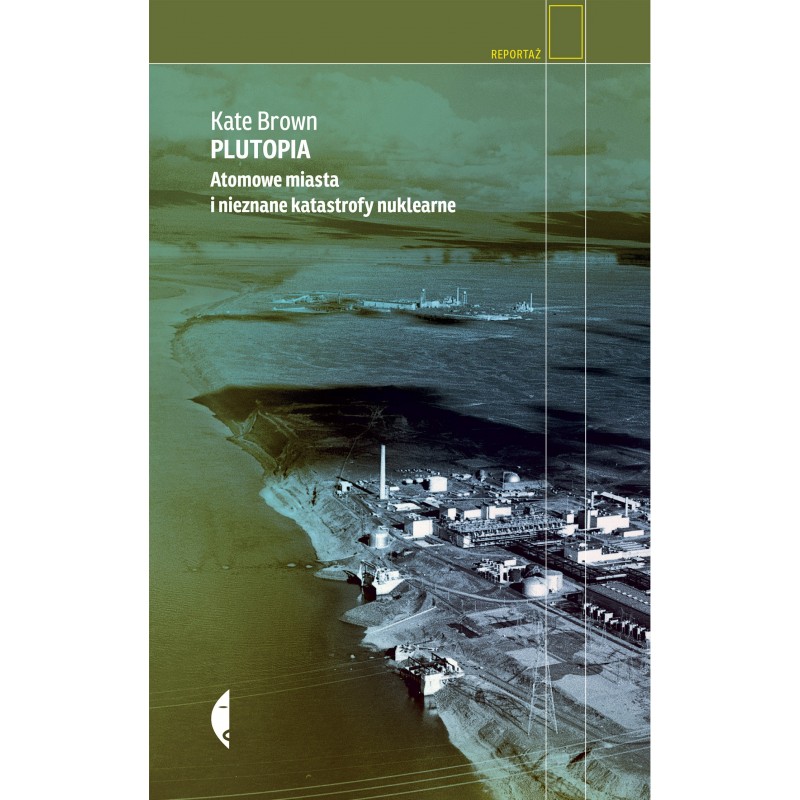 REPORTAŻ
Kate Brown
PLUTOPIA
Atomowe miasta
i nieznane katastrofy nuklearne